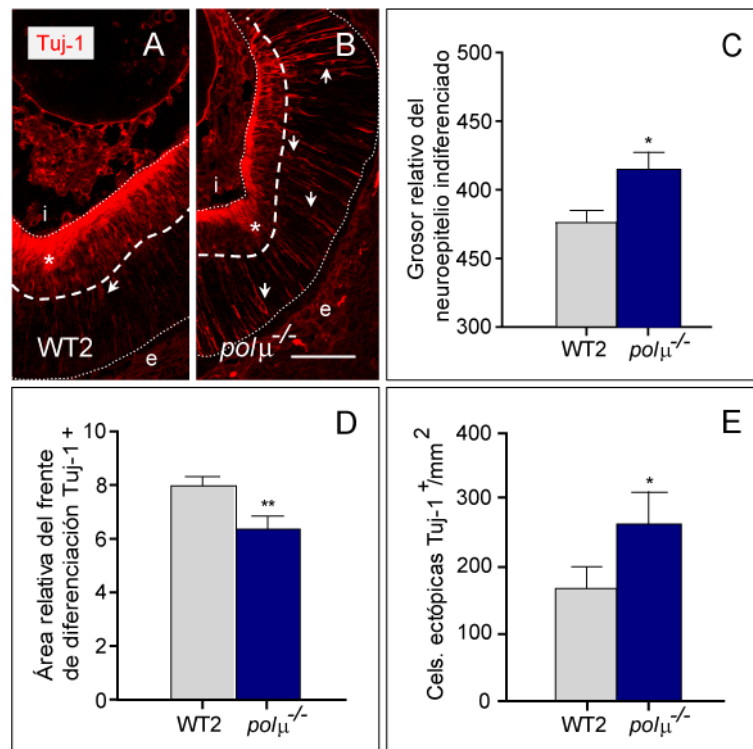 Tuj-1
A
i
*
WT2
e
B
i
*
e
polµ-/-
C
Grosor relativo del
neuroepitelio indiferenciado
500
450
400
450
300
*
WT2
polµ-/-
D
Área relativa del frente
de diferenciación Tuj-1 +
10
8
6
4
2
0
**
WT2
polµ-/-
E
Cels. ectópicas Tuj-1 +/mm 2
400
300
200
100
0
*
WT2
polµ-/-